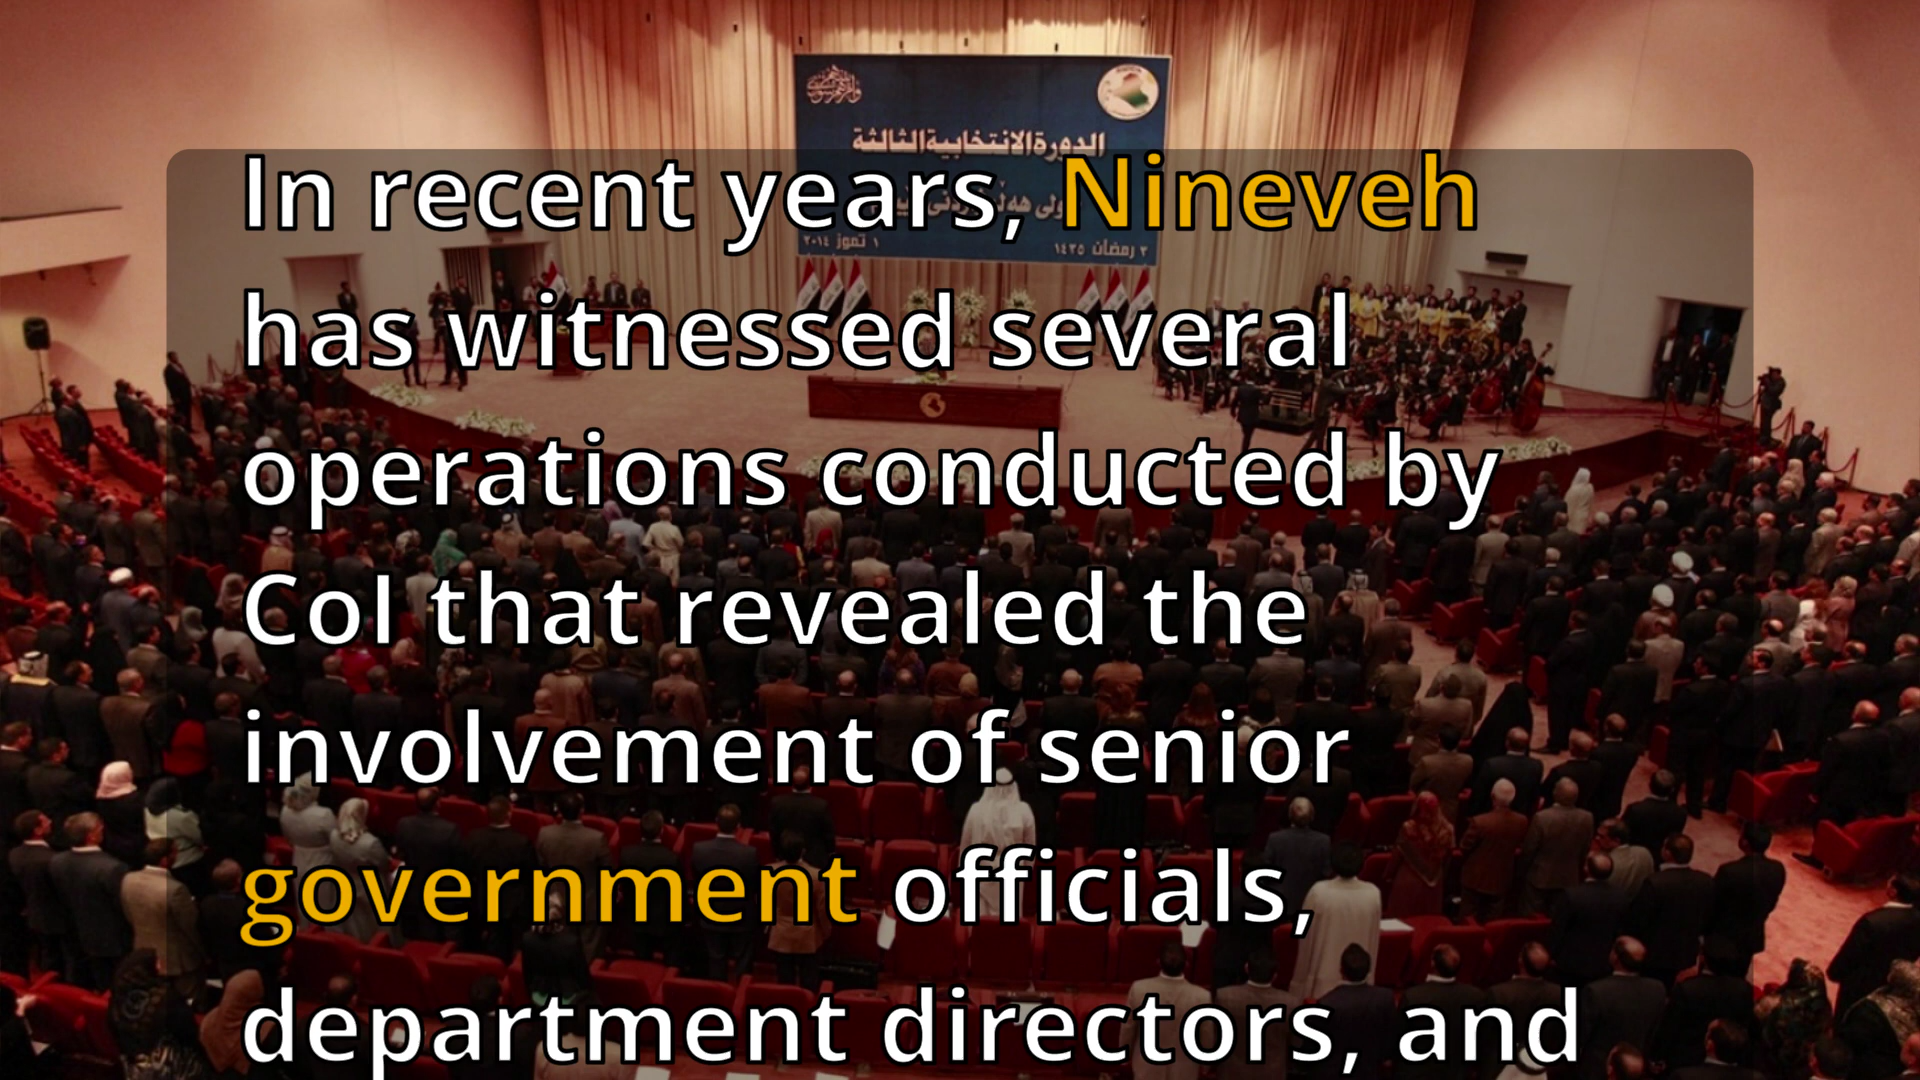 الدورة الانتخابية الثالثة
١ تموز ٢٠١٤
٢ رمضان ١٤٣٥
In recent years, Nineveh
has witnessed several
operations conducted by
CoI that revealed the
involvement of senior
government officials,
department directors, and